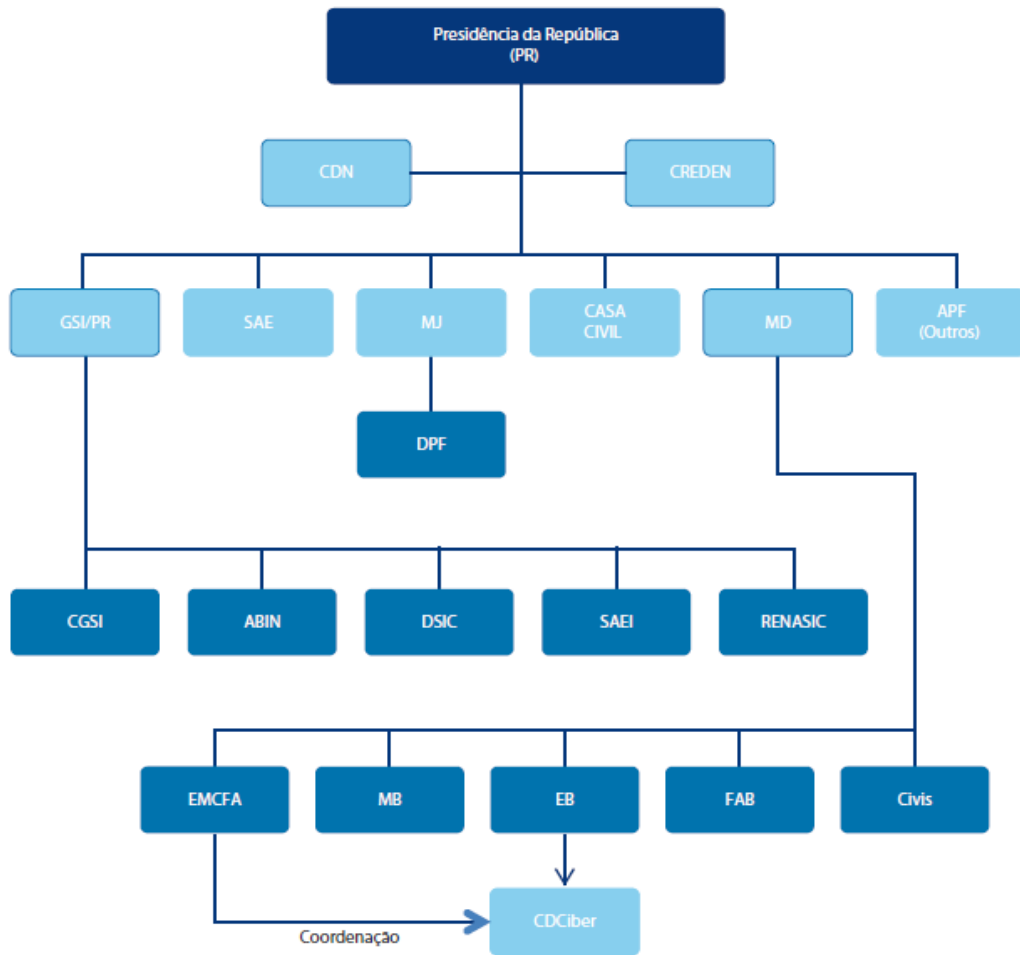 Presidência da República
(PR)
CDN
CREDEN
GSI/PR
SAE
MJ
CASA
CIVIL
MD
APF
(Outros)
DPF
CGSI
ABIN
DSIC
SAEI
RENASIC
EMCFA
MB
EB
FAB
Civis
CDCiber
Coordenação